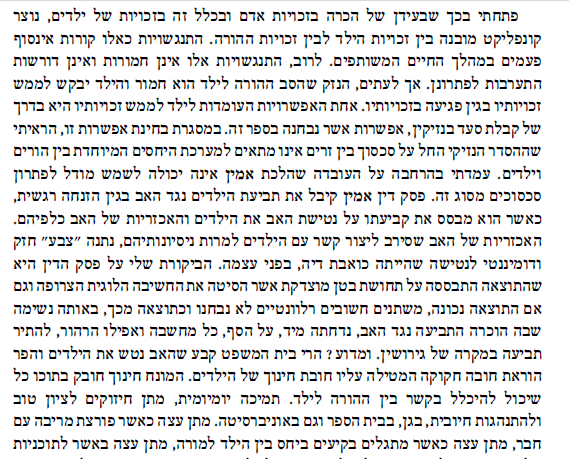 פתחתי בכך שבעידן של הכרה בזכויות אדם ובכלל זה בזכויות של ילדים, נוצר
קונפליקט מובנה בין זכויות הילד לבין זכויות ההורה. התנגשויות כאלו קורות אינסוף
פעמים במהלך החיים המשותפים. לרוב, התנגשויות אלו אינן חמורות ואינן דורשות
התערבות לפתרונן. אך לעתים, הנזק שהסב ההורה לילד הוא חמור והילד יבקש לממש
זכויותיו בגין פגיעה בזכויותיו. אחת האפשרויות העומדות לילד לממש זכויותיו היא בדרך
של קבלת סעד בנזיקין, אפשרות אשר נבחנה בספר זה. במסגרת בחינת אפשרות זו, הראיתי
שההסדר הנזיקי החל על סכסוך בין זרים אינו מתאים למערכת היחסים המיוחדת בין הורים
וילדים. עמדתי בהרחבה על העובדה שהלכת אמין אינה יכולה לשמש מודל לפתרון
סכסוכים מסוג זה. פסק דין אמין קיבל את תביעת הילדים נגד האב בגין הזנחה רגשית,
כאשר הוא מבסס את קביעתו על נטישת האב את הילדים והאכזריות של האב כלפיהם.
האכזריות של האב שסירב ליצור קשר עם הילדים למרות ניסיונותיהם, נתנה "צבע" חזק
ודומיננטי לנטישה שהייתה כואבת דיה, בפני עצמה. הביקורת שלי על פסק הדין היא
שהתוצאה התבססה על תחושת בטן מוצדקת אשר הסיטה את החשיבה הלוגית הצרופה וגם
אם התוצאה נכונה, משתנים חשובים רלוונטיים לא נבחנו וכתוצאה מכך, באותה נשימה
שבה הוכרה התביעה נגד האב, נדחתה מיד, על הסף, כל מחשבה ואפילו הרהור, להתיר
תביעה במקרה של גירושין. ומדוע? הרי בית המשפט קבע שהאב נטש את הילדים והפר
הוראת חובה חקוקה המטילה עליו חובת חינוך של הילדים. המונח חינוך חובק בתוכו כל
שיכול להיכלל בקשר בין ההורה לילד. תמיכה יומיומית, מתן חיזוקים לציון טוב
ולהתנהגות חיובית, בגן, בבית הספר וגם באוניברסיטה. מתן עצה כאשר פורצת מריבה עם
חבר, מתן עצה כאשר מתגלים בקיעים ביחס בין הילד למורה, מתן עצה באשר לתוכניות